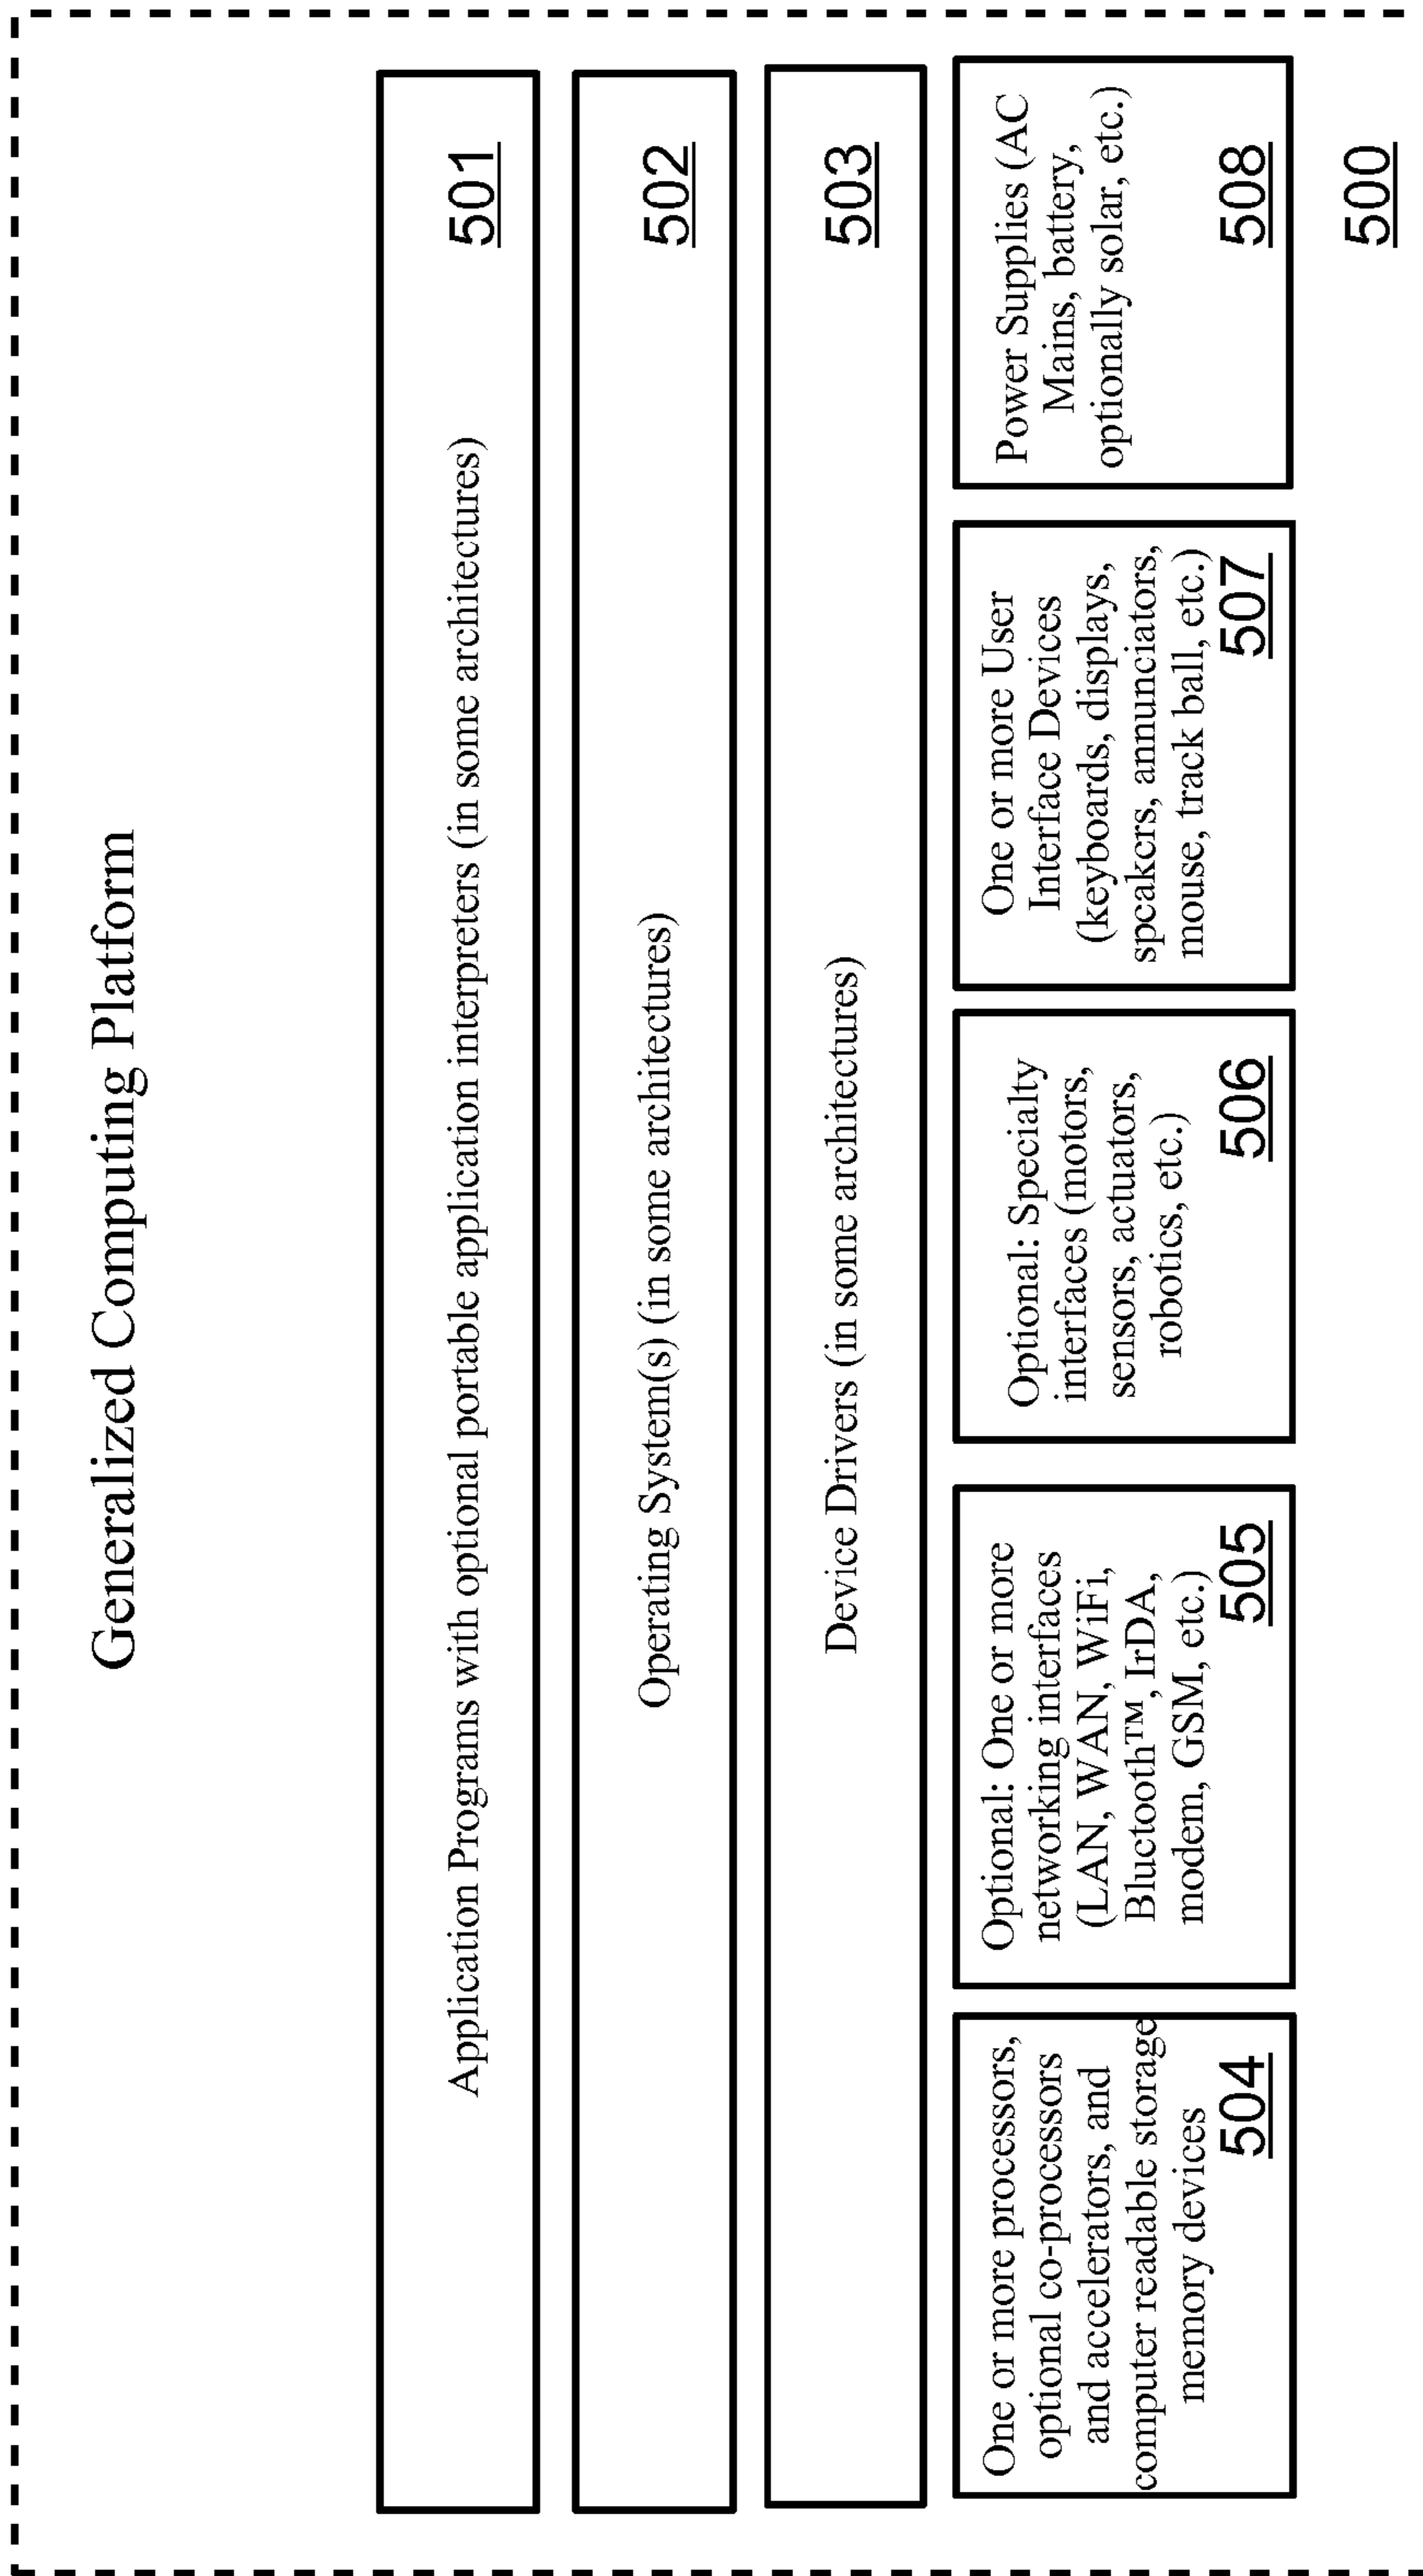 Generalized Computing Platform
Application Programs with optional portable application interpreters (in some architectures)
501
Operating System(s) (in some architectures)
502
Device Drivers (in some architectures)
503
One or more processors,
optional co-processors
and accelerators, and
computer readable storage
memory devices
504
Optional: One or more
networking interfaces
(LAN, WAN, WiFi,
Bluetooth™, IrDA,
modem, GSM, etc.)
505
Optional: Specialty
interfaces (motors,
sensors, actuators,
robotics, etc.)
506
One or more User
Interface Devices
(keyboards, displays,
speakers, annunciators,
mouse, track ball, etc.)
507
Power Supplies (AC
Mains, battery,
optionally solar, etc.)
508
500